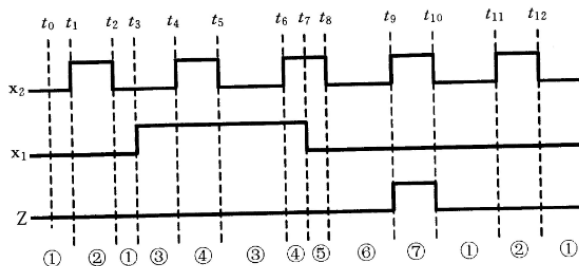 t₀ t₁ t₂ t₃ t₄ t₅ t₆ t₇ t₈ t₉ t₁₀ t₁₁ t₁₂
x₂
x₁
Z
① ② ① ③ ④ ③ ④ ⑤ ⑥ ⑦ ① ② ①